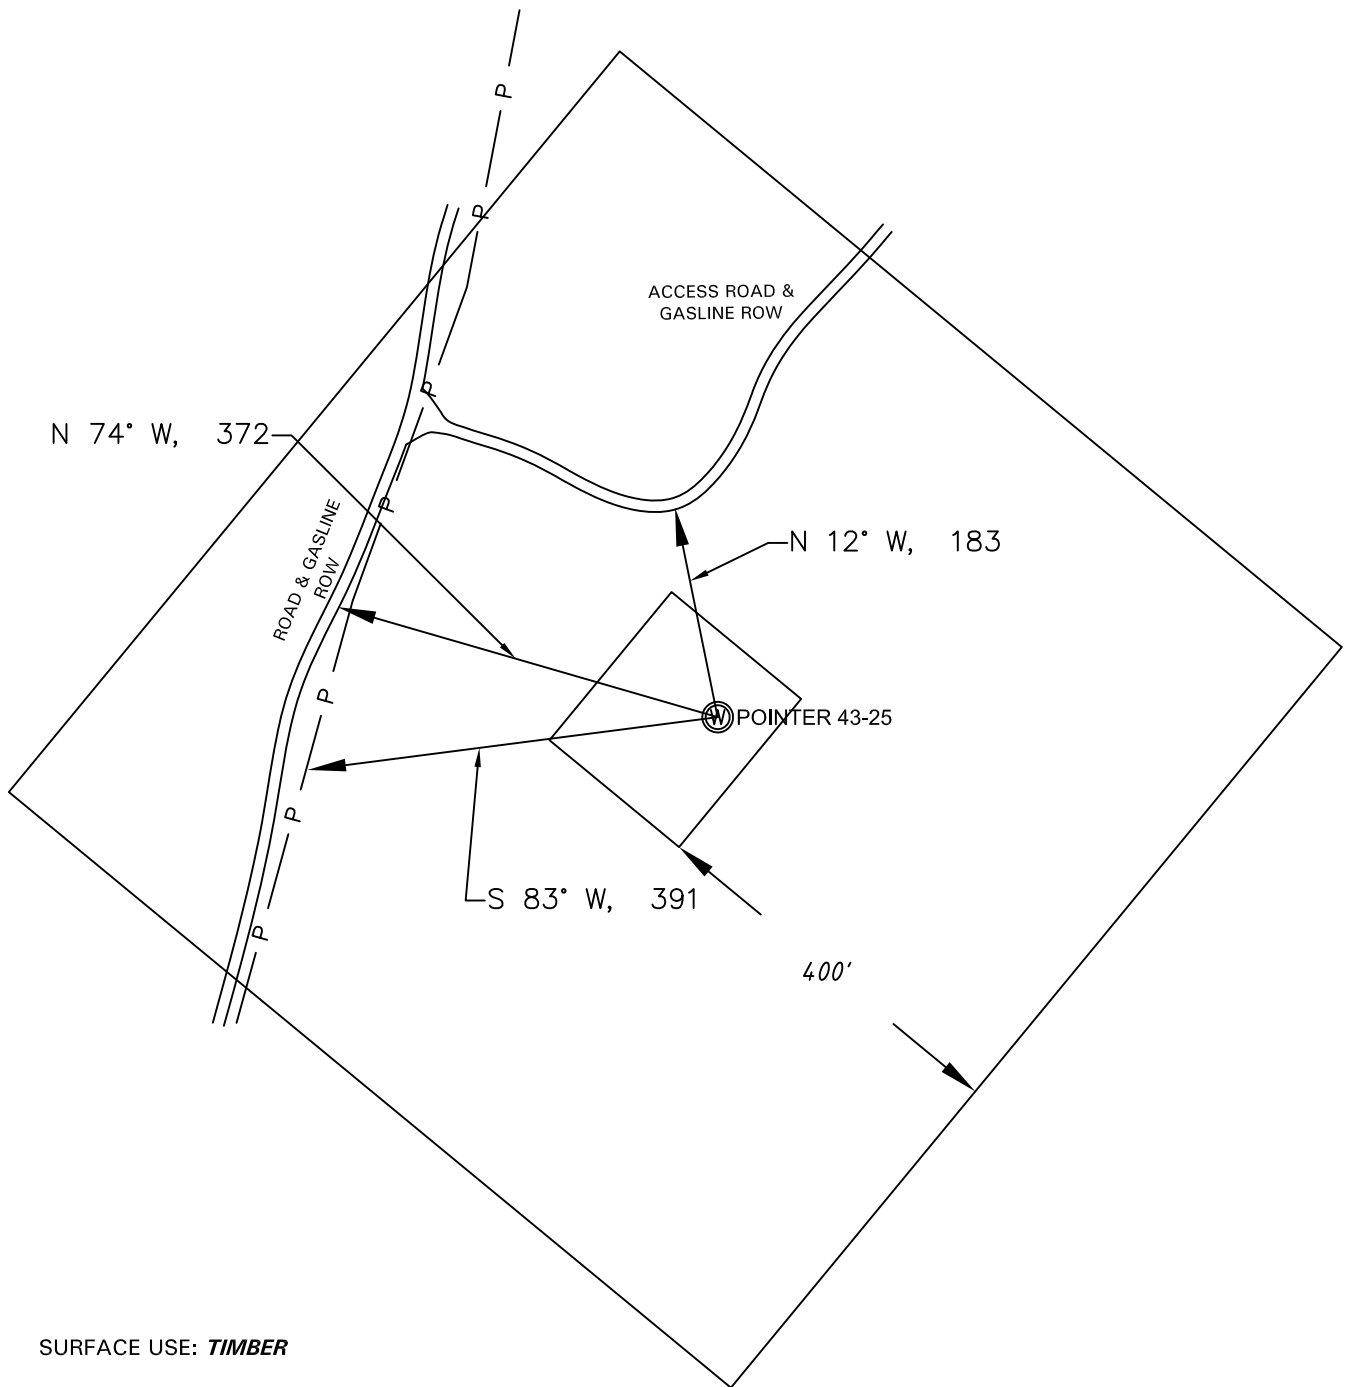 P
P
ACCESS ROAD &
GASLINE ROW
P
N 74° W, 372
P
ROAD & GASLINE
ROW
N 12° W, 183
P
W POINTER 43-25
P
S 83° W, 391
P
400'
SURFACE USE: TIMBER